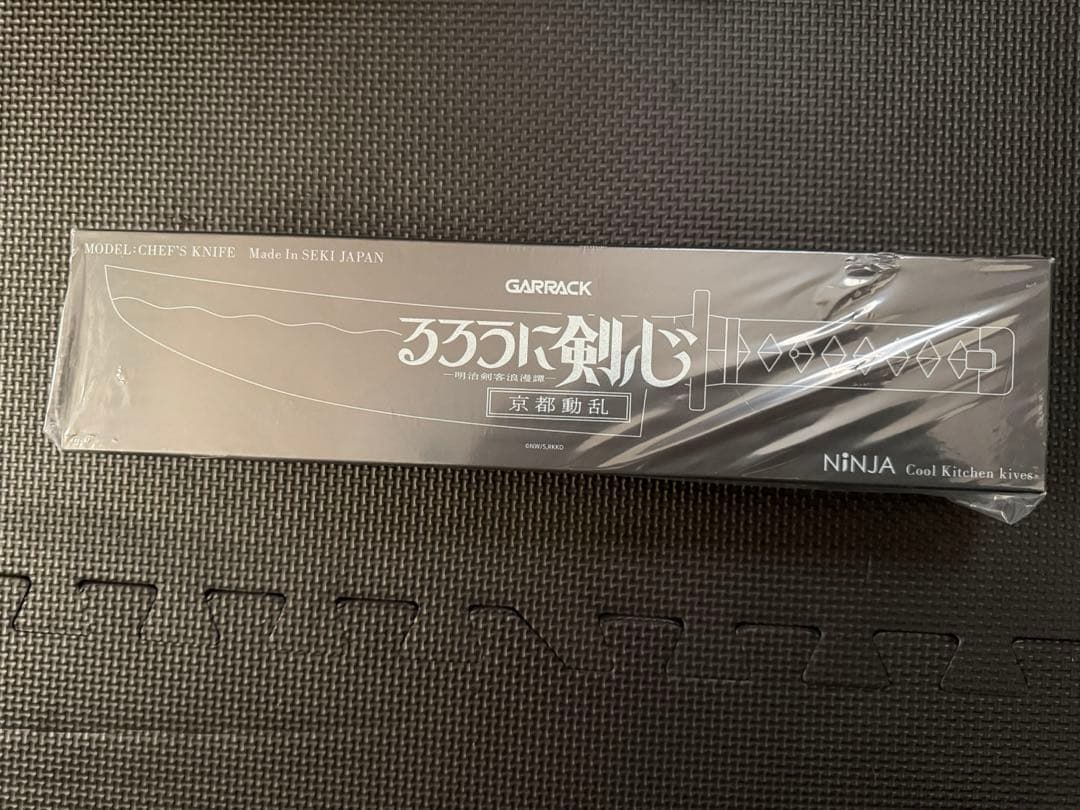 MODEL:CHEF'S KNIFE Made In SEKI JAPAN
GARRACK
るろうに剣心
―明治剣客浪漫譚―
京都動乱
©NW/S,RKKD
NiNJA Cool Kitchen kives